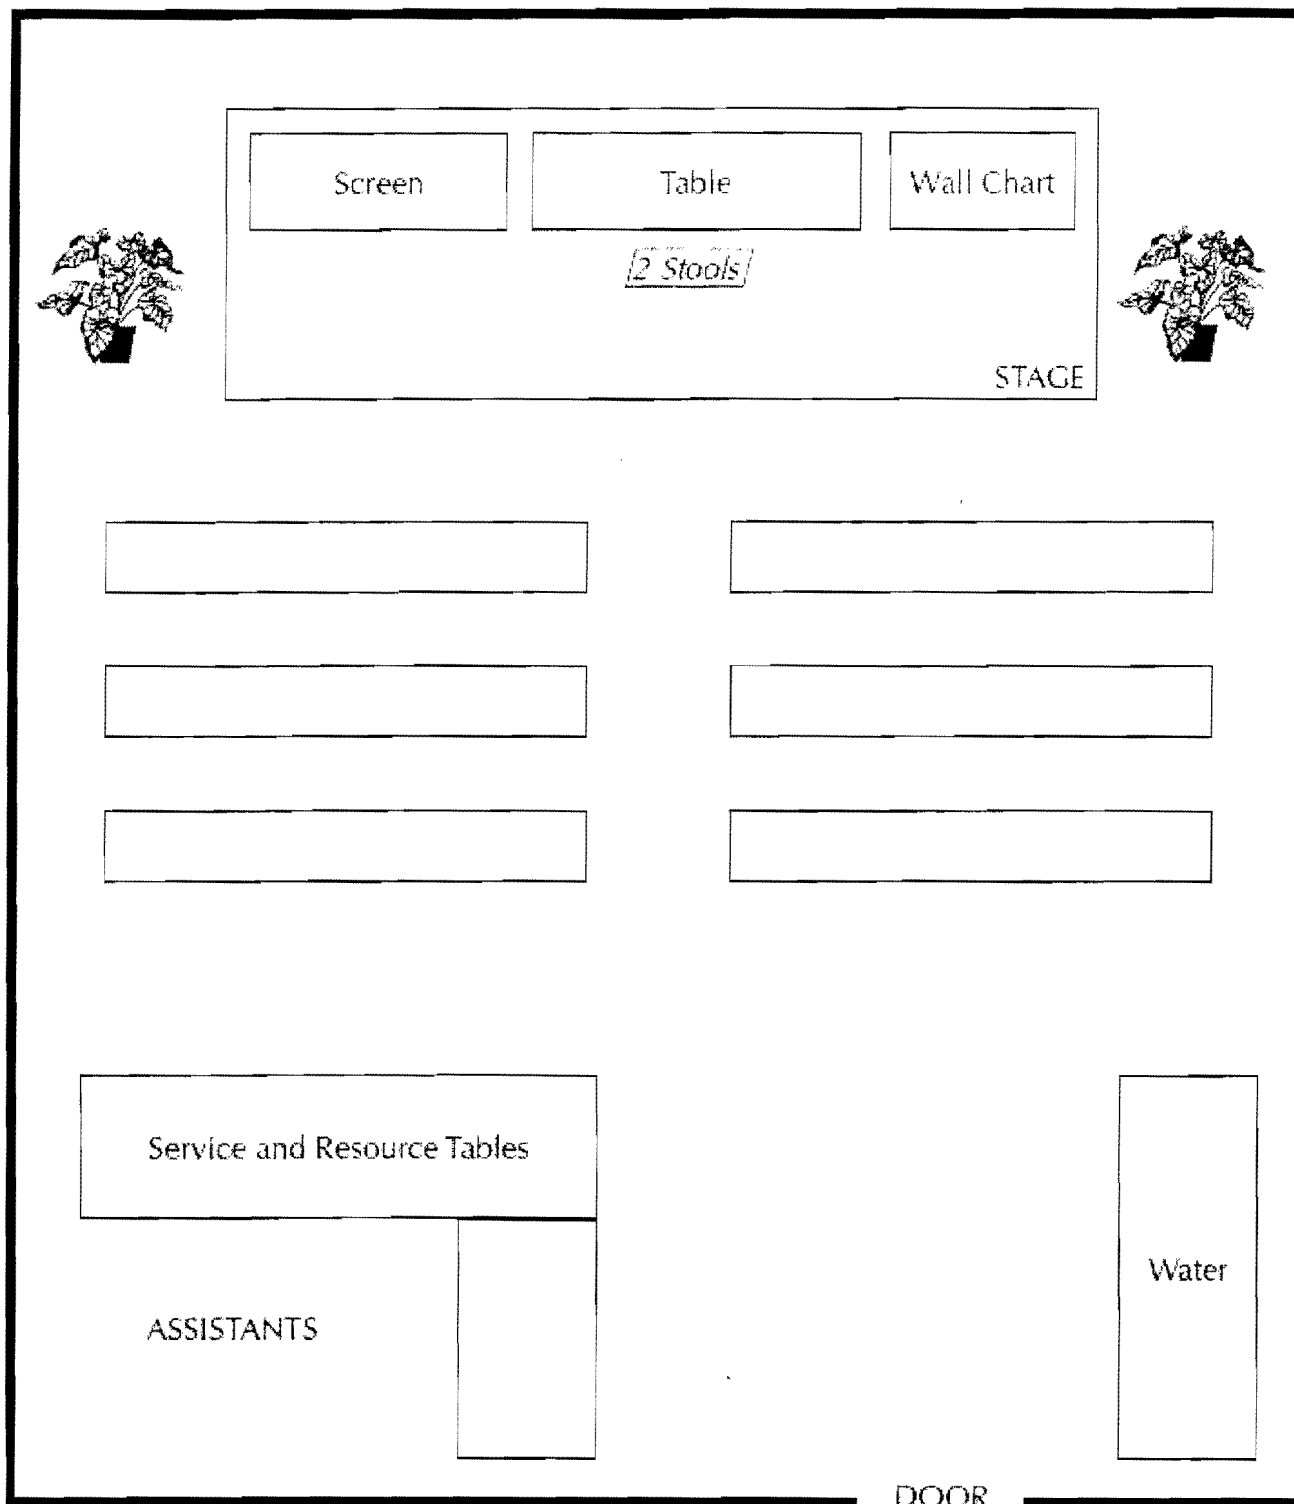 Screen
Table
Wall Chart
2 Stools
STAGE
Service and Resource Tables
ASSISTANTS
Water
DOOR